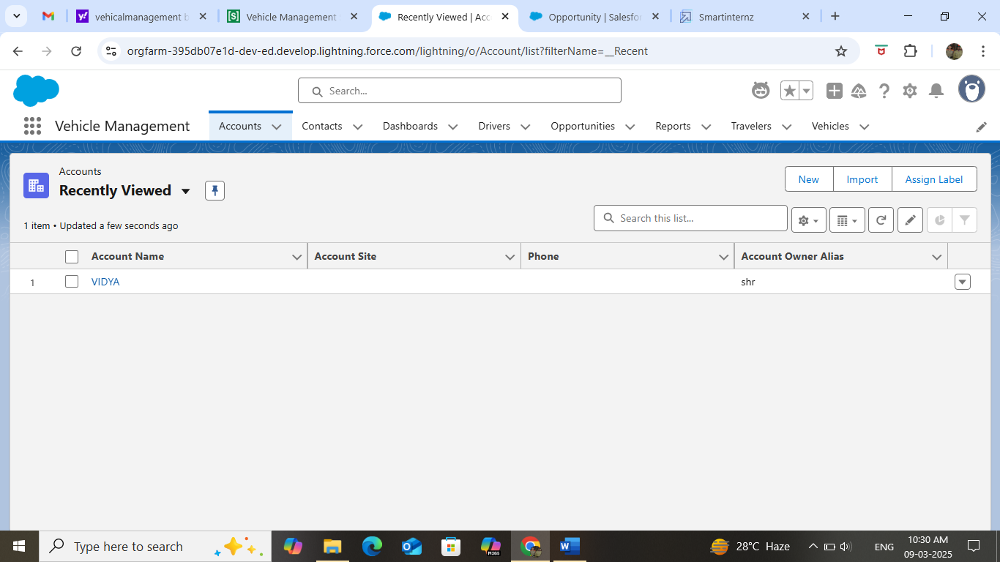 vehicalmanagement b
Vehicle Management
Recently Viewed | Acc
Opportunity | Salesfor
Smartinternz
orgfarm-395db07e1d-dev-ed.develop.lightning.force.com/lightning/o/Account/list?filterName=__Recent
Search...
Vehicle Management
Accounts
Contacts
Dashboards
Drivers
Opportunities
Reports
Travelers
Vehicles
Accounts
Recently Viewed
New
Import
Assign Label
1 item • Updated a few seconds ago
Search this list...
Account Name
Account Site
Phone
Account Owner Alias
1
VIDYA
shr
Type here to search
M365
28°C Haze
ENG
10:30 AM
09-03-2025